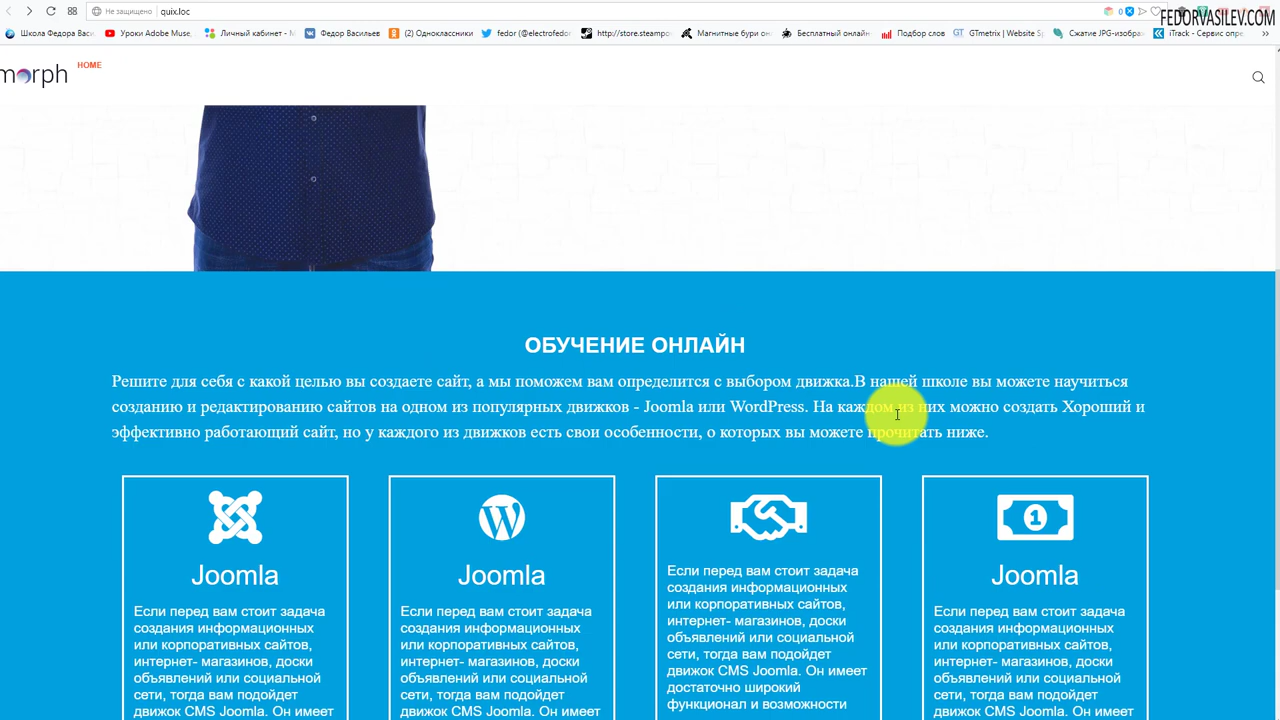 Не защищено quix.loc
0
FEDORVASILEV.COM
Школа Федора Васи. Уроки Adobe Muse, Личный кабинет - М Федор Васильев (2) Одноклассники fedor (@electrofedor http://store.steampo Магнитные бури он Бесплатный онлайн Подбор слов GT GTmetrix | Website S Сжатие JPG-изобра iTrack - Сервис опре.
morph HOME
ОБУЧЕНИЕ ОНЛАЙН
Решите для себя с какой целью вы создаете сайт, а мы поможем вам определится с выбором движка.В нашей школе вы можете научиться
созданию и редактированию сайтов на одном из популярных движков - Joomla или WordPress. На каждом из них можно создать Хороший и
эффективно работающий сайт, но у каждого из движков есть свои особенности, о которых вы можете прочитать ниже.
Joomla
Если перед вам стоит задача
создания информационных
или корпоративных сайтов,
интернет- магазинов, доски
объявлений или социальной
сети, тогда вам подойдет
движок CMS Joomla. Он имеет
Joomla
Если перед вам стоит задача
создания информационных
или корпоративных сайтов,
интернет- магазинов, доски
объявлений или социальной
сети, тогда вам подойдет
движок CMS Joomla. Он имеет
Если перед вам стоит задача
создания информационных
или корпоративных сайтов,
интернет- магазинов, доски
объявлений или социальной
сети, тогда вам подойдет
движок CMS Joomla. Он имеет
достаточно широкий
функционал и возможности
1
Joomla
Если перед вам стоит задача
создания информационных
или корпоративных сайтов,
интернет- магазинов, доски
объявлений или социальной
сети, тогда вам подойдет
движок CMS Joomla. Он имеет